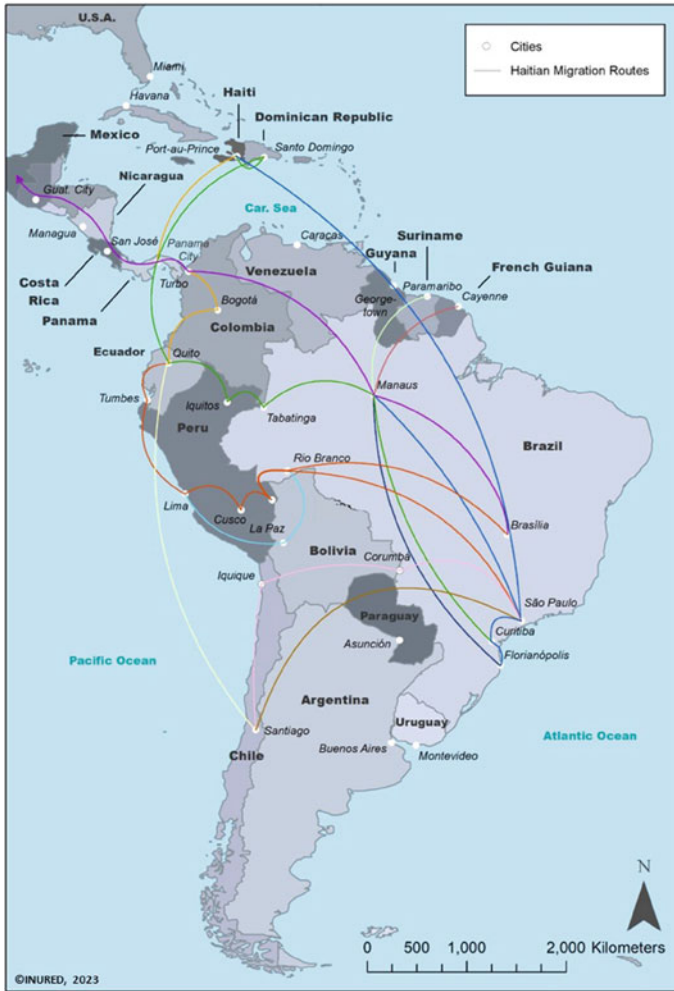 U.S.A.
Cities
Haitian Migration Routes
Miami
Havana
Haiti
Dominican Republic
Mexico
Port-au-Prince
Santo Domingo
Guat. City
Nicaragua
Car. Sea
Managua
San José
Panama
City
Caracas
Suriname
Guyana
Paramaribo
French Guiana
Costa
Rica
Turbo
Venezuela
George-
town
Cayenne
Panama
Bogotá
Colombia
Ecuador
Quito
Manaus
Tumbes
Iquitos
Tabatinga
Peru
Brazil
Rio Branco
Lima
Cusco
La Paz
Brasília
Bolivia
Corumbá
Iquique
São Paulo
Paraguay
Curitiba
Asunción
Florianópolis
Pacific Ocean
Argentina
Uruguay
Santiago
Atlantic Ocean
Chile
Buenos Aires
Montevideo
N
0 500 1,000 2,000 Kilometers
©INURED, 2023